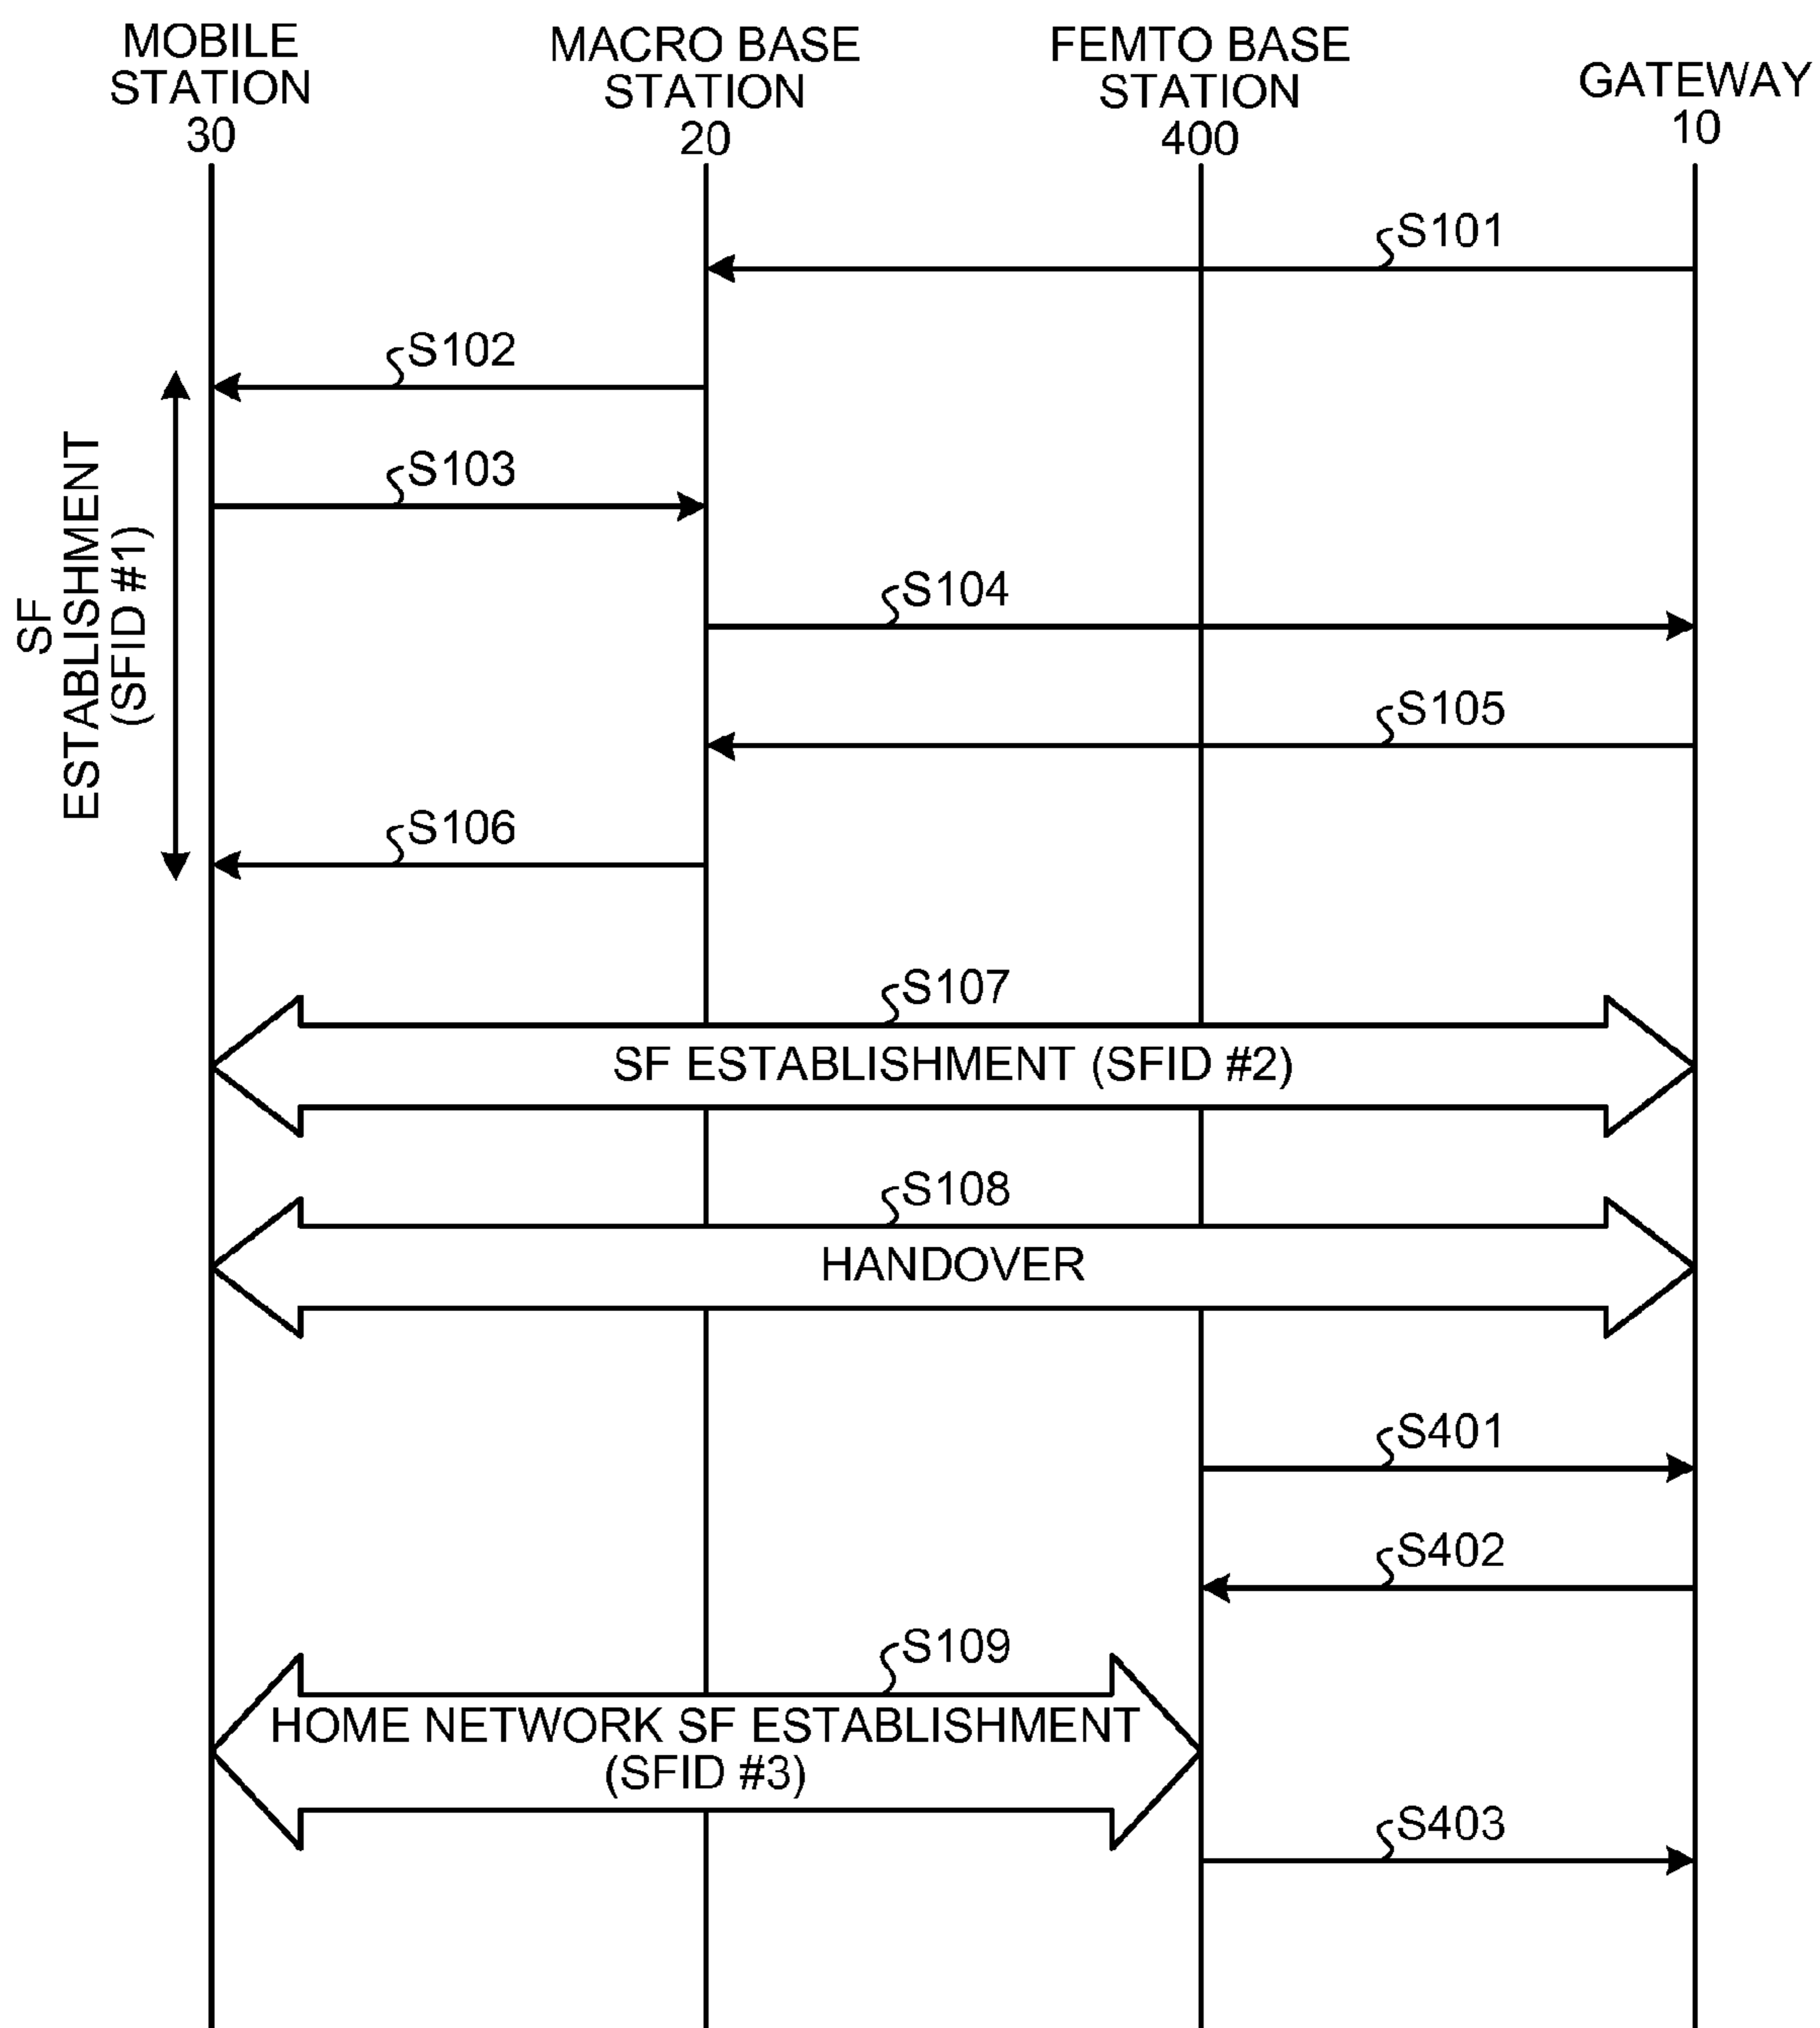 MOBILE
STATION
30
MACRO BASE
STATION
20
FEMTO BASE
STATION
400
GATEWAY
10
S101
S102
S103
SF
ESTABLISHMENT
(SFID #1)
S104
S105
S106
S107
SF ESTABLISHMENT (SFID #2)
S108
HANDOVER
S401
S402
S109
HOME NETWORK SF ESTABLISHMENT
(SFID #3)
S403